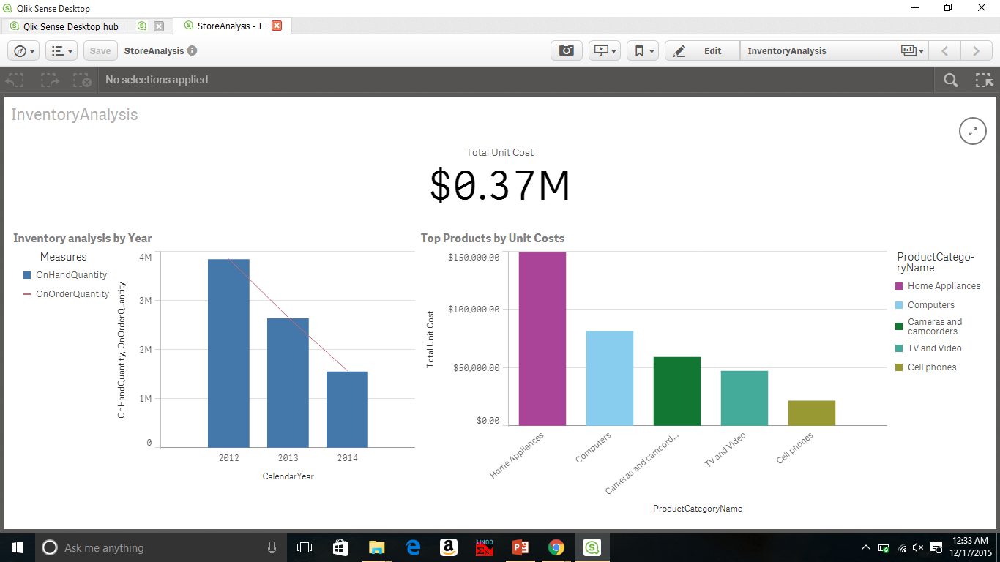 Qlik Sense Desktop
Qlik Sense Desktop hub
StoreAnalysis - I...
Save
StoreAnalysis
Edit
InventoryAnalysis
No selections applied
InventoryAnalysis
Total Unit Cost
$0.37M
Inventory analysis by Year
Measures
OnHandQuantity
OnOrderQuantity
OnHandQuantity, OnOrderQuantity
4M
3M
2M
1M
0
2012
2013
2014
CalendarYear
Top Products by Unit Costs
Total Unit Cost
$150,000.00
$100,000.00
$50,000.00
$0.00
Home Appliances
Computers
Cameras and camcord...
TV and Video
Cell phones
ProductCategoryName
ProductCatego-
ryName
Home Appliances
Computers
Cameras and
camcorders
TV and Video
Cell phones
Ask me anything
LINDO
12:33 AM
12/17/2015